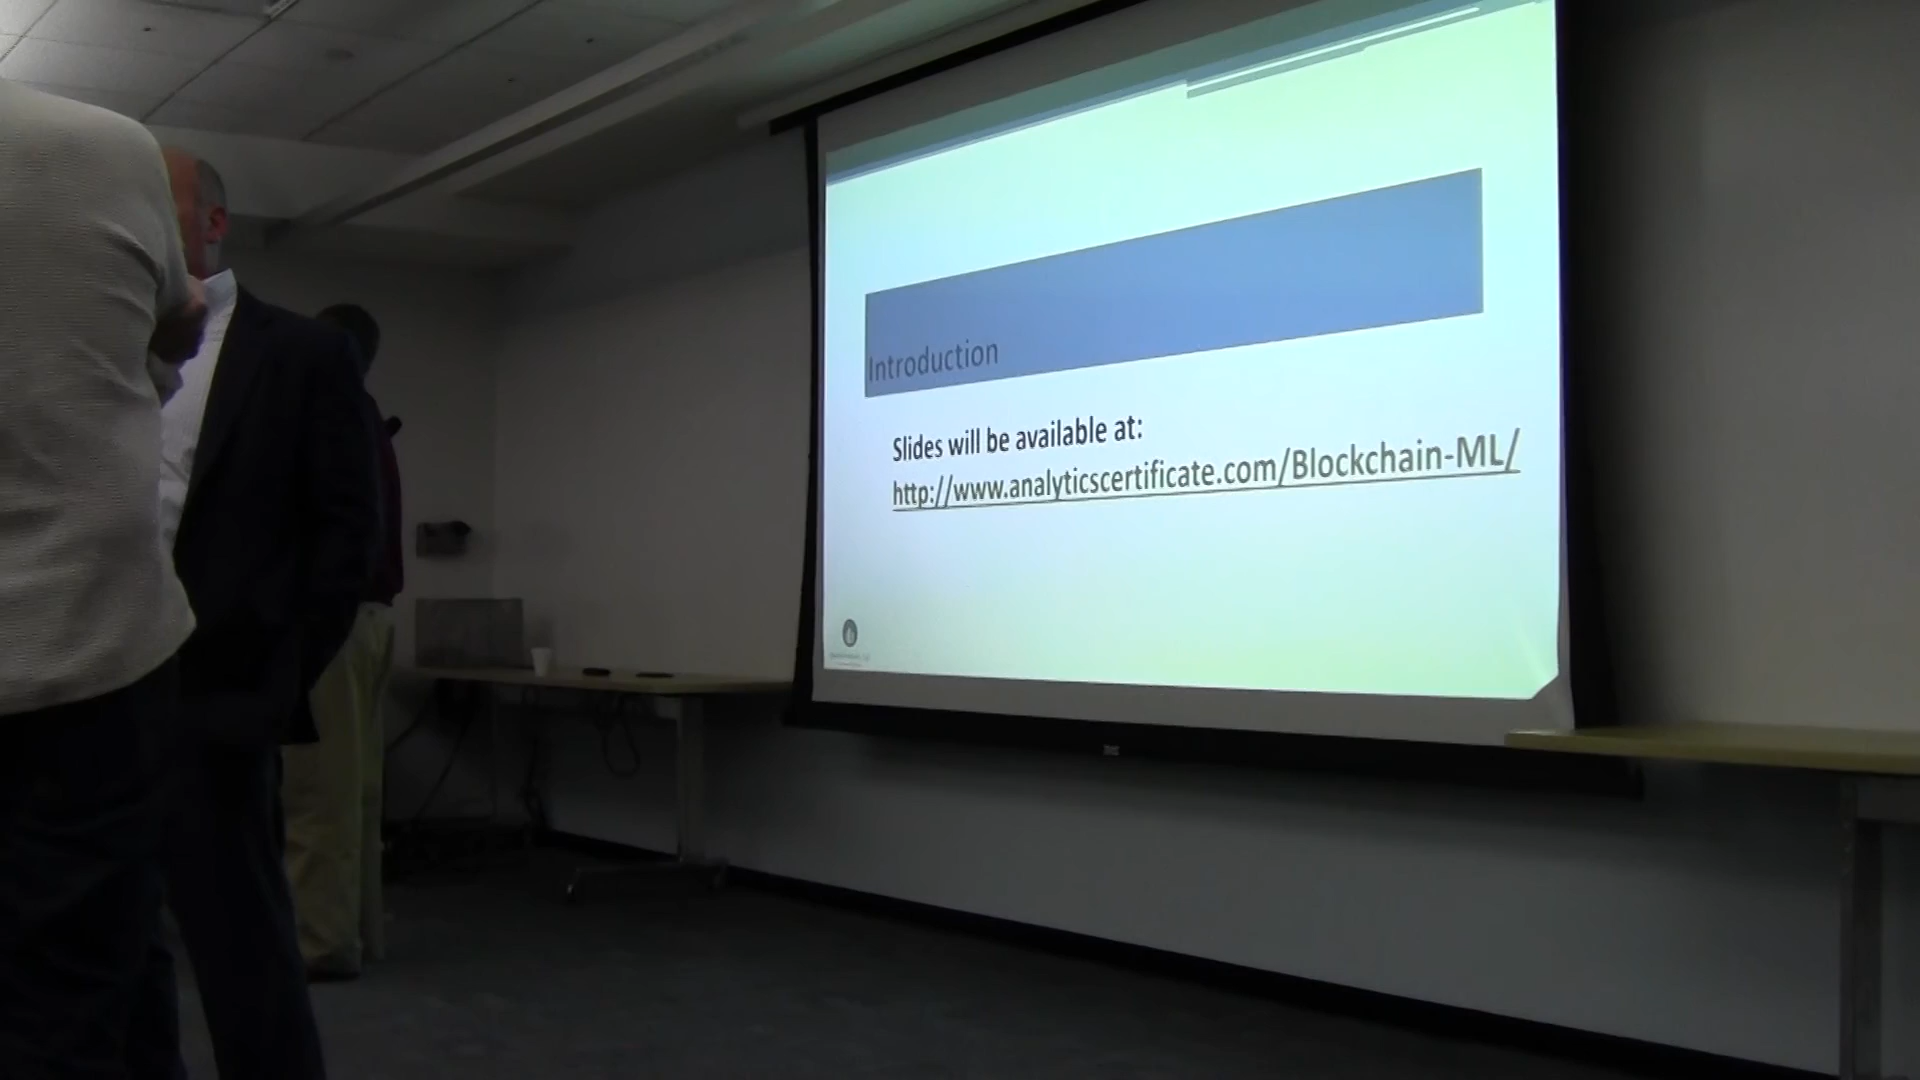 Introduction
Slides will be available at:
http://www.analyticscertificate.com/Blockchain-ML/